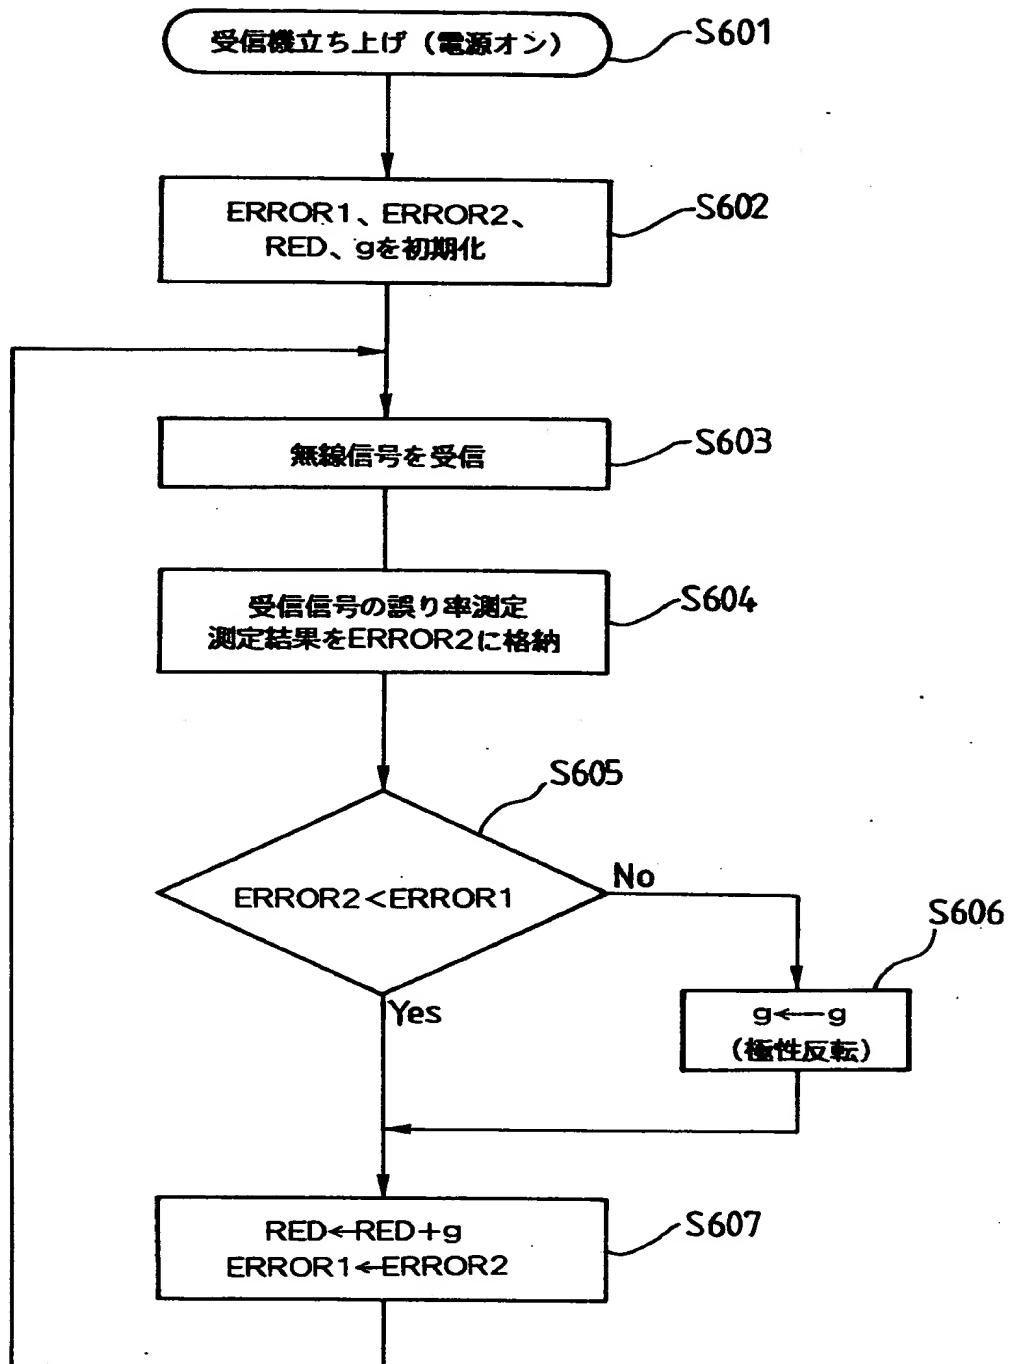 受信機立ち上げ（電源オン）
S601
ERROR1、ERROR2、
RED、gを初期化
S602
無線信号を受信
S603
受信信号の誤り率測定
測定結果をERROR2に格納
S604
S605
ERROR2<ERROR1
No
Yes
S606
g←−g
（極性反転）
RED←RED+g
ERROR1←ERROR2
S607